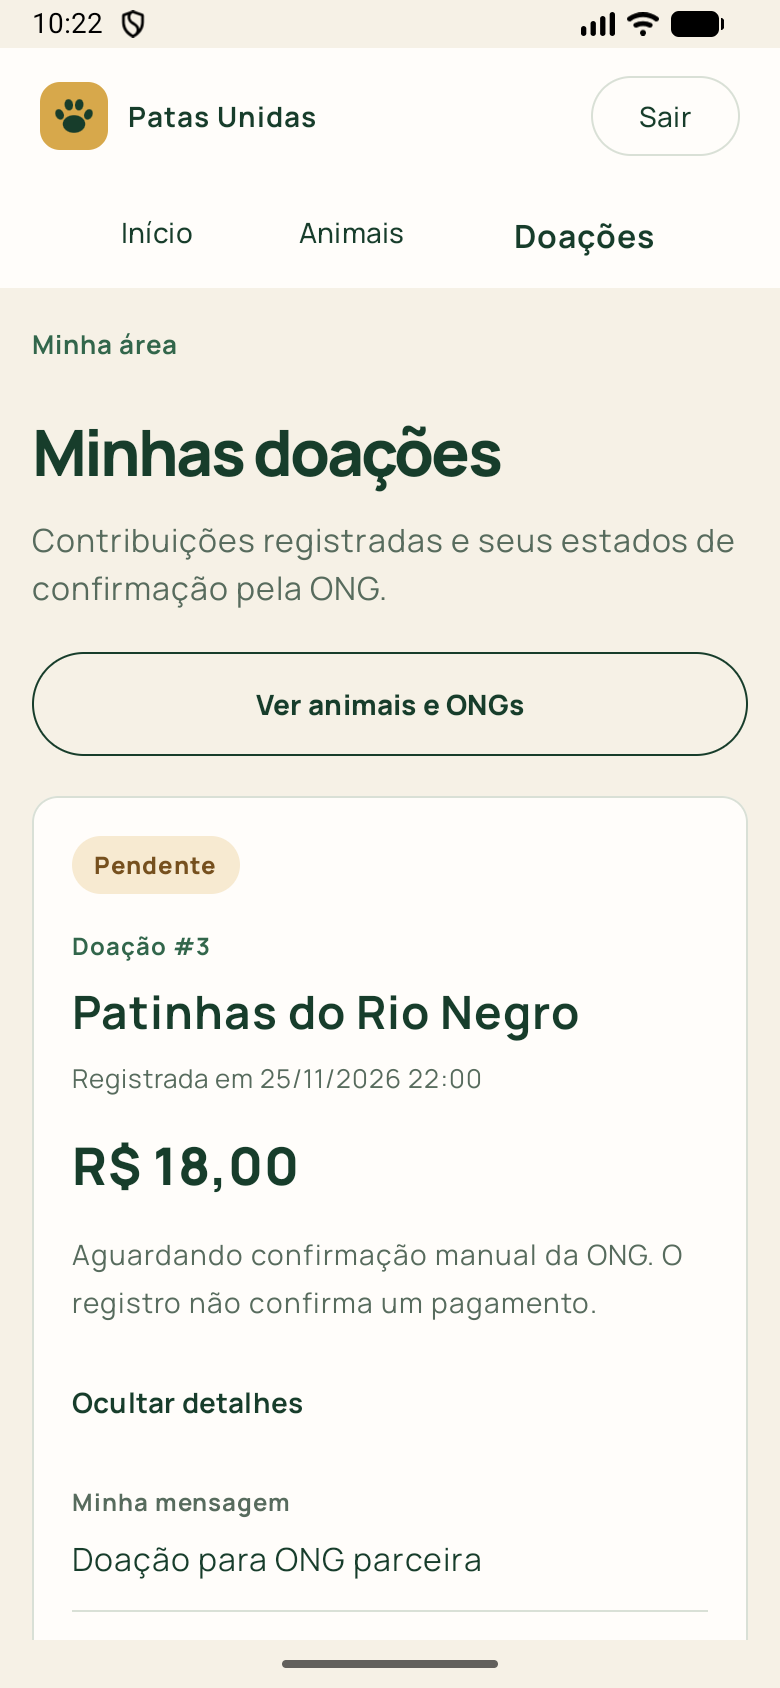 10:22
Patas Unidas
Sair
Início
Animais
Doações
Minha área
Minhas doações
Contribuições registradas e seus estados de
confirmação pela ONG.
Ver animais e ONGs
Pendente
Doação #3
Patinhas do Rio Negro
Registrada em 25/11/2026 22:00
R$ 18,00
Aguardando confirmação manual da ONG. O
registro não confirma um pagamento.
Ocultar detalhes
Minha mensagem
Doação para ONG parceira